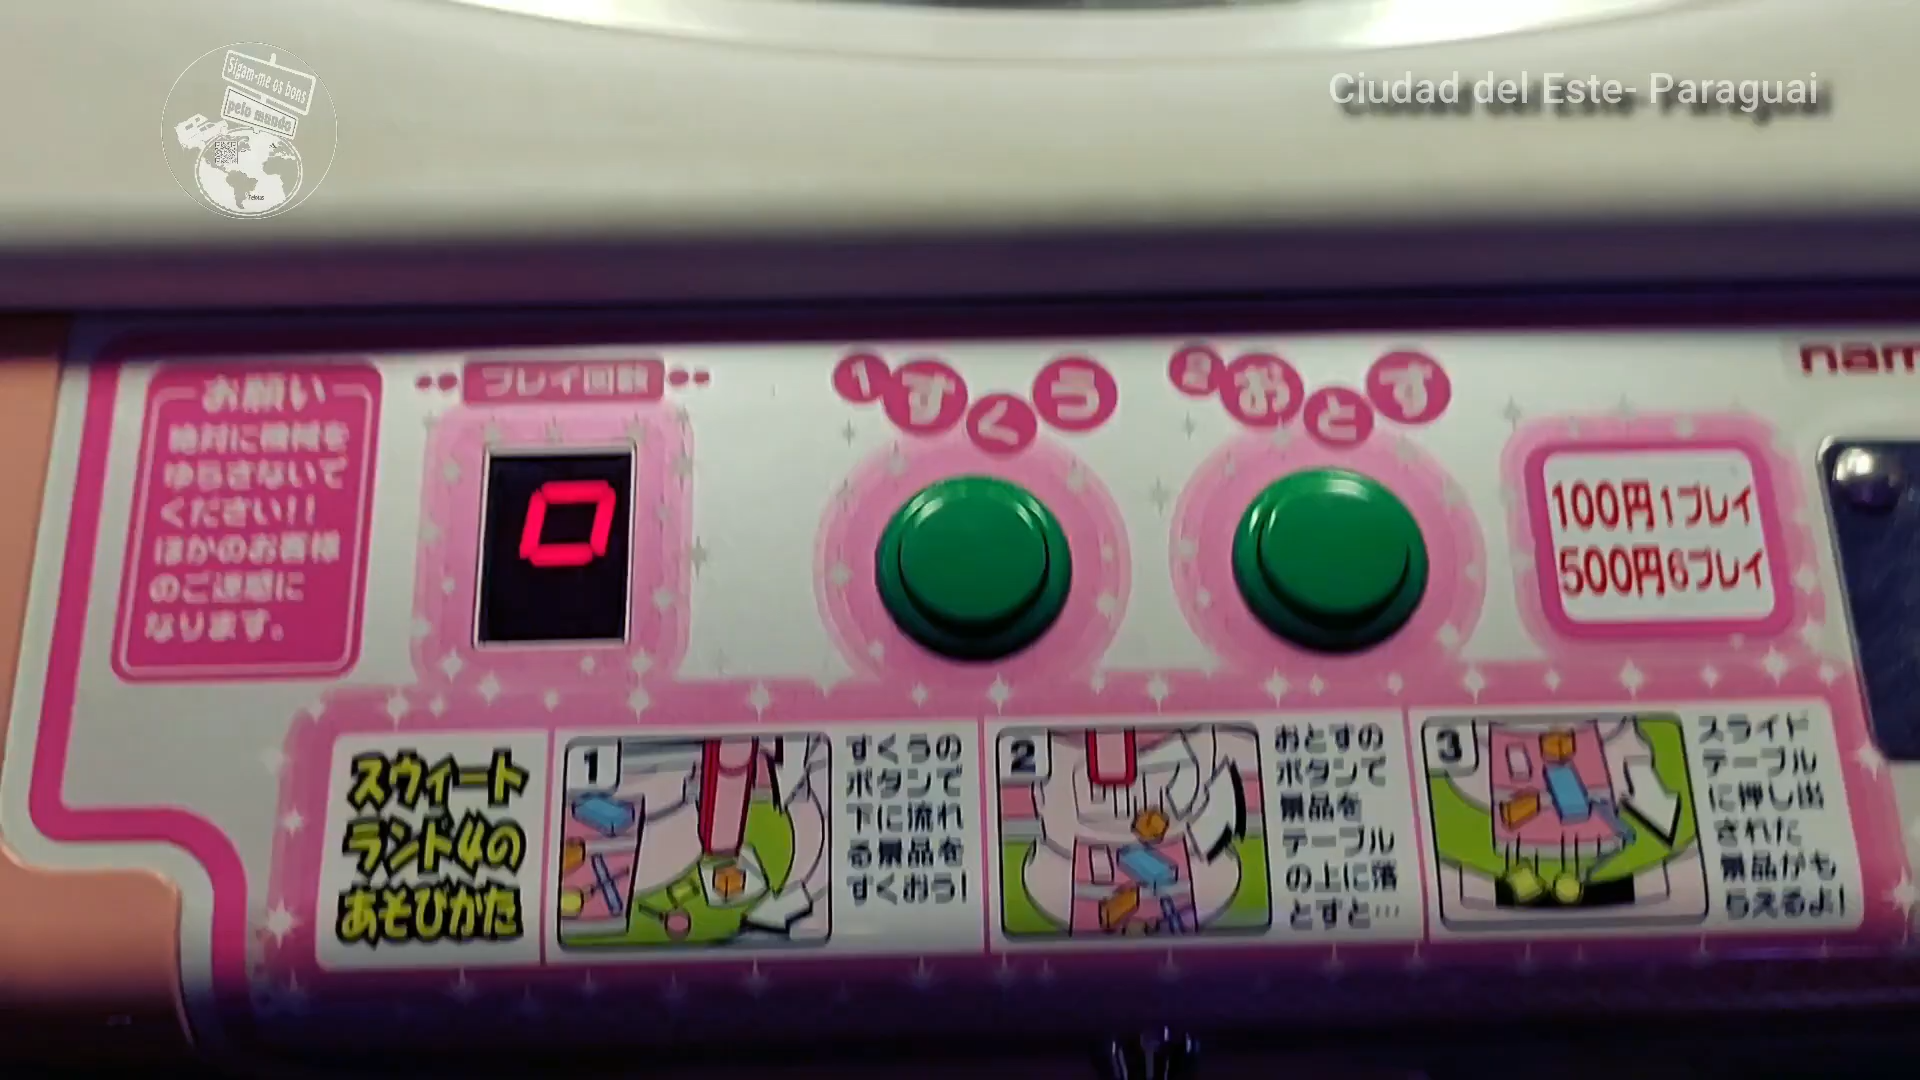 Sigam-me os bons
pelo mundo
Ciudad del Este- Paraguai
お願い
絶対に機械を
ゆらさないで
ください!!
ほかのお客様
のご迷惑に
なります。
プレイ回数
0
1すくう
2おとす
nam
100円1プレイ
500円6プレイ
スウィート
ランド4の
あそびかた
1
すくうの
ボタンで
下に流れ
る景品を
すくおう!
2
おとすの
ボタンで
景品を
テーブル
の上に落
とすと…
3
スライド
テーブル
に押し出
された
景品がも
らえるよ!